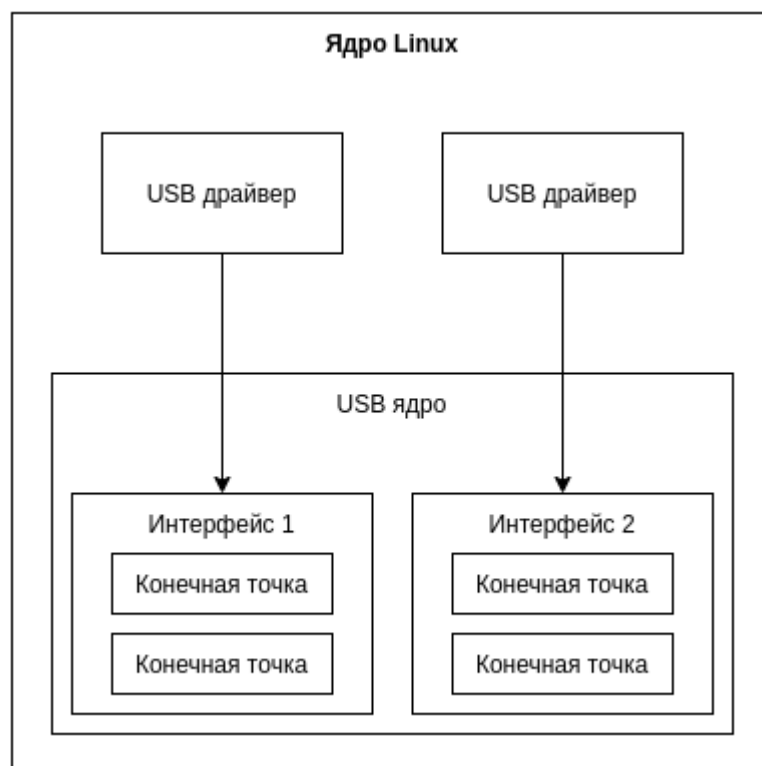 Ядро Linux
USB драйвер
USB драйвер
USB ядро
Интерфейс 1
Конечная точка
Конечная точка
Интерфейс 2
Конечная точка
Конечная точка